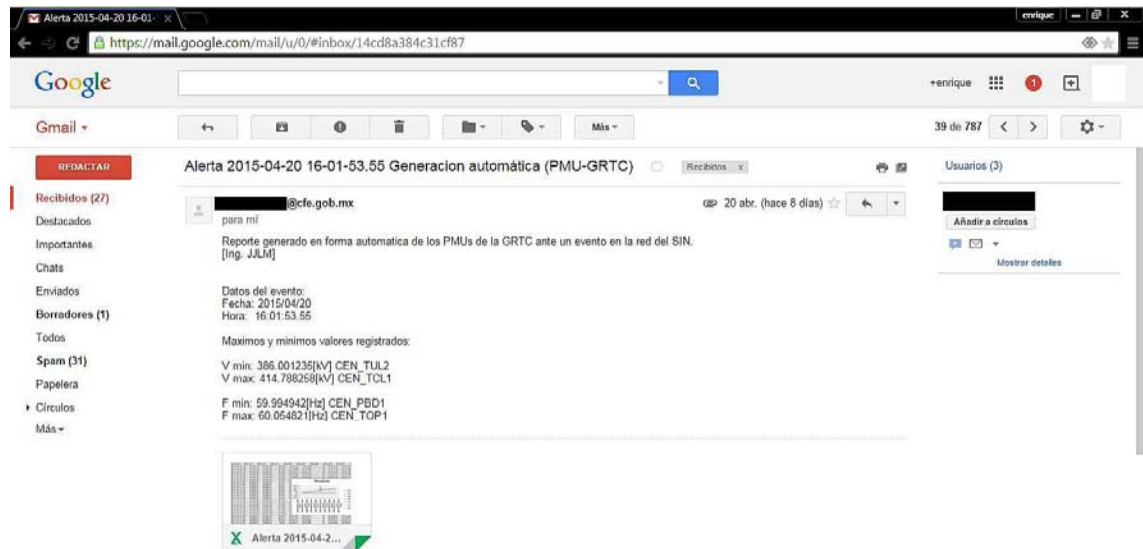 Alerta 2015-04-20 16-01-
enrique
https://mail.google.com/mail/u/0/#inbox/14cd8a384c31cf87
Google
+enrique
1
Gmail
Más
39 de 787
REDACTAR
Alerta 2015-04-20 16-01-53.55 Generacion automática (PMU-GRTC)
Recibidos x
Usuarios (3)
Recibidos (27)
Destacados
Importantes
Chats
Enviados
Borradores (1)
Todos
Spam (31)
Papelera
Círculos
Más
@cfe.gob.mx
20 abr. (hace 8 días)
para mí
Reporte generado en forma automatica de los PMUs de la GRTC ante un evento en la red del SIN.
[Ing. JJLM]
Datos del evento:
Fecha: 2015/04/20
Hora: 16:01:53.55
Maximos y minimos valores registrados:
V min: 386.001235[kV] CEN_TUL2
V max: 414.788258[kV] CEN_TCL1
F min: 59.994942[Hz] CEN_PBD1
F max: 60.054821[Hz] CEN_TOP1
Añadir a círculos
Mostrar detalles
X Alerta 2015-04-2...